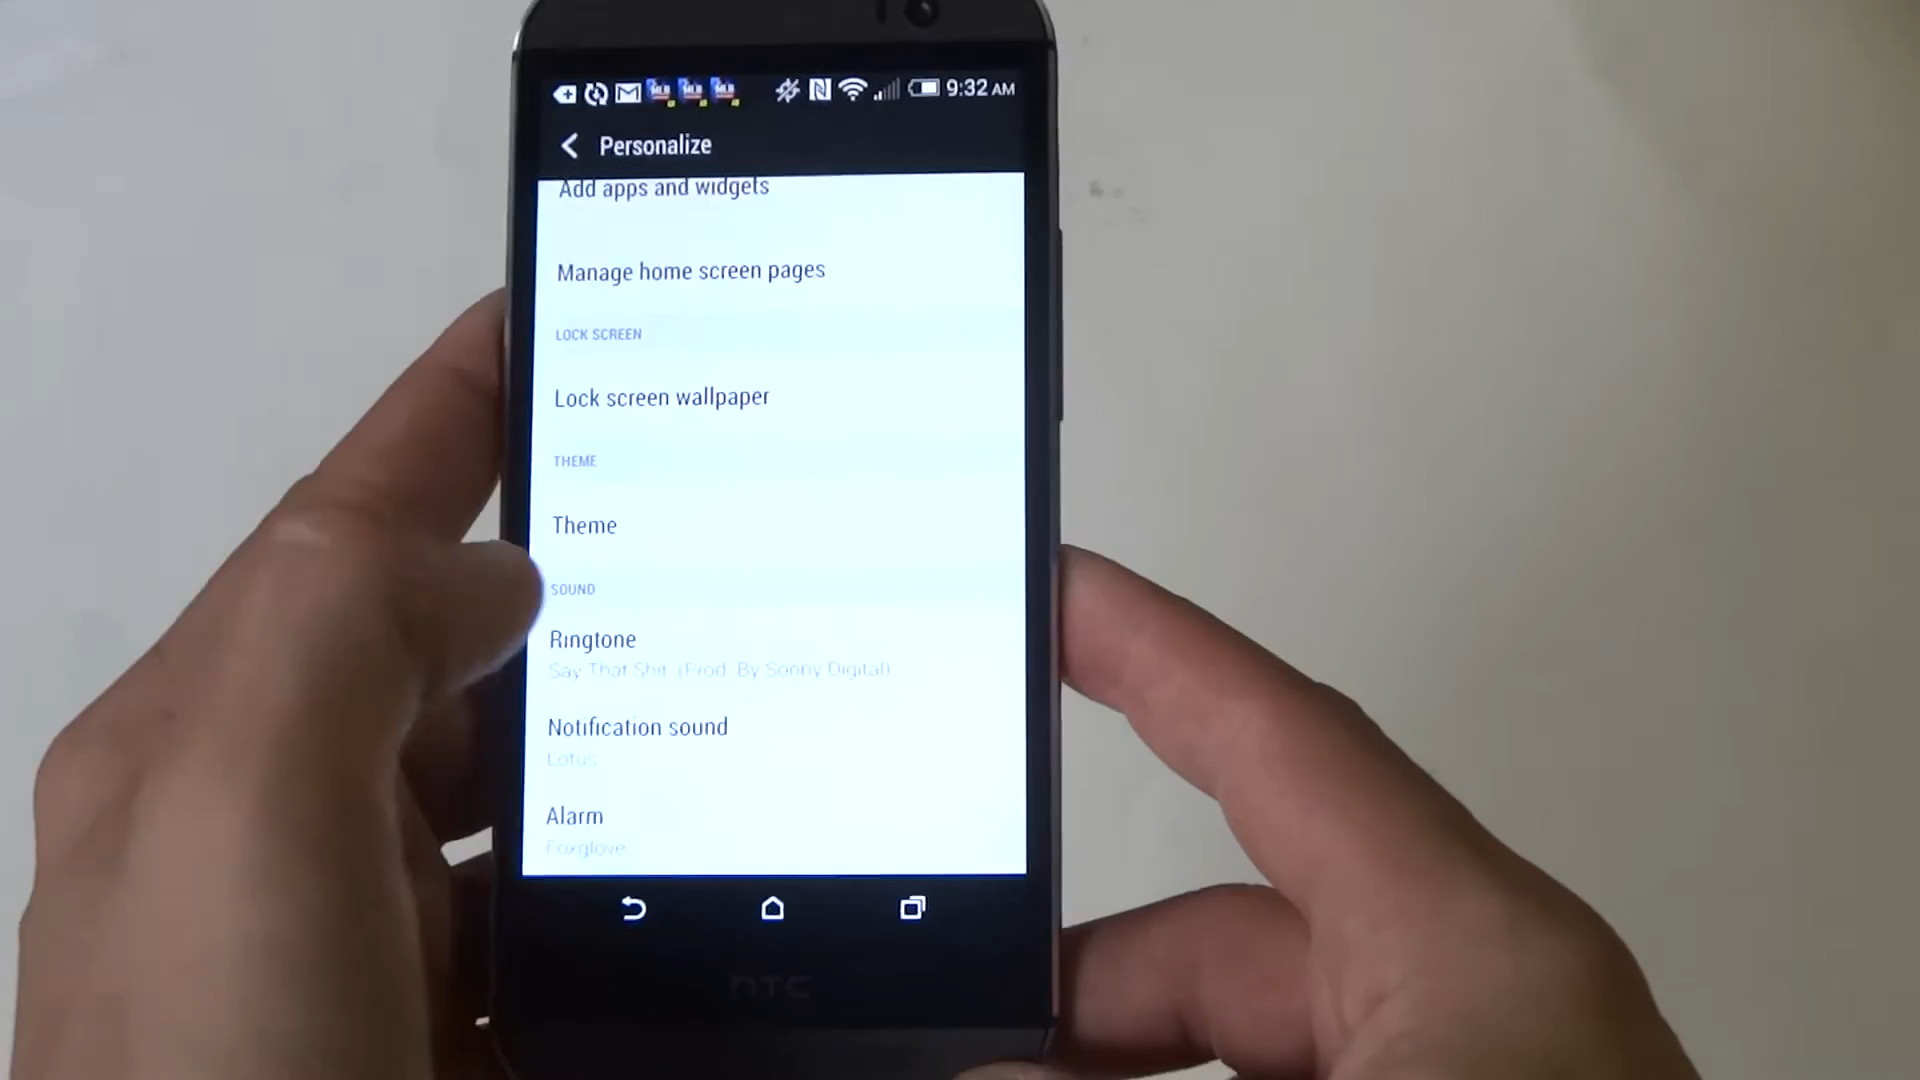 9:32 AM
Personalize
Add apps and widgets
Manage home screen pages
LOCK SCREEN
Lock screen wallpaper
THEME
Theme
SOUND
Ringtone
Say That Shit (Prod. By Sonny Digital)
Notification sound
Lotus
Alarm
Foxglove
hTC